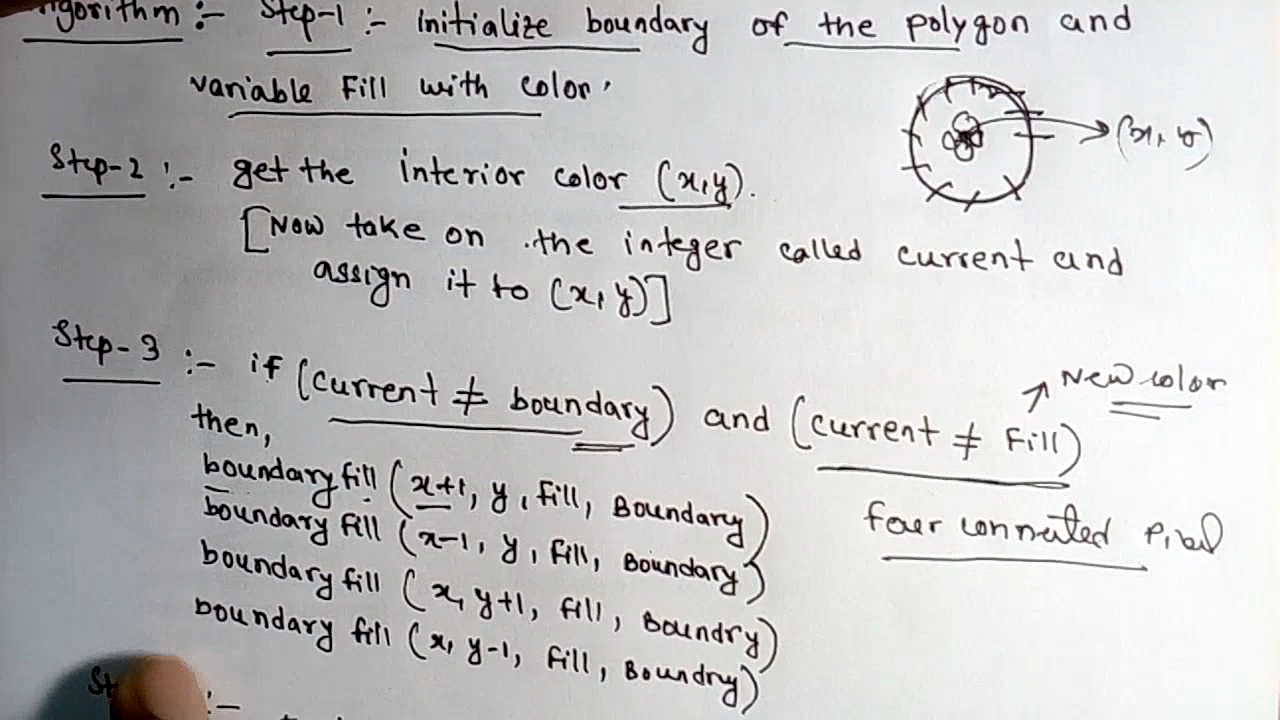 algorithm :- Step-1 :- initialize boundary of the polygon and
variable Fill with color.
(x, y)
Step-2 :- get the interior color (x,y).
[Now take on the integer called current and
assign it to (x, y)]
Step-3 :- if (current ≠ boundary) and (current ≠ Fill)
New color
then,
boundary fill (x+1, y, fill, Boundary)
boundary fill (x-1, y, fill, Boundary)
boundary fill (x, y+1, fill, Boundry)
boundary fill (x, y-1, fill, Boundry)
four connected Pixel
:-